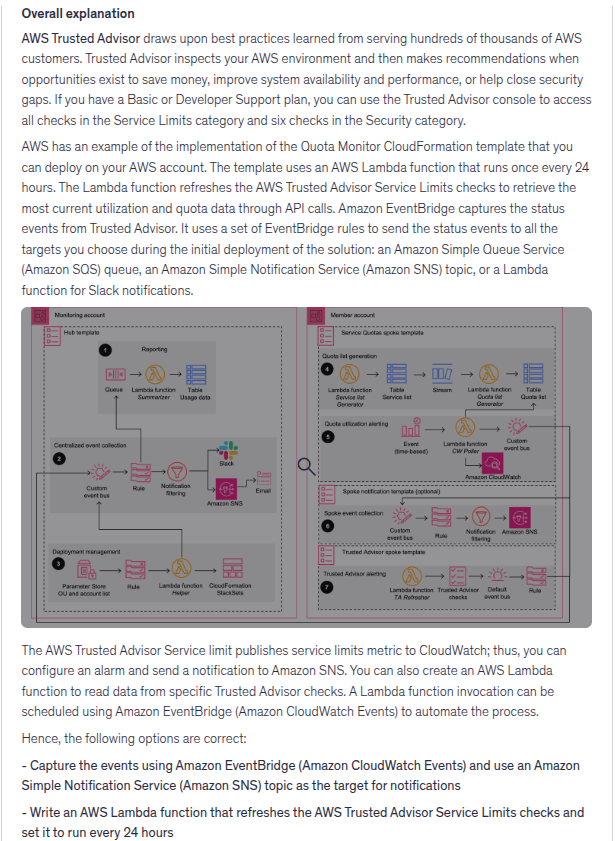 Overall explanation
AWS Trusted Advisor draws upon best practices learned from serving hundreds of thousands of AWS
customers. Trusted Advisor inspects your AWS environment and then makes recommendations when
opportunities exist to save money, improve system availability and performance, or help close security
gaps. If you have a Basic or Developer Support plan, you can use the Trusted Advisor console to access
all checks in the Service Limits category and six checks in the Security category.
AWS has an example of the implementation of the Quota Monitor CloudFormation template that you
can deploy on your AWS account. The template uses an AWS Lambda function that runs once every 24
hours. The Lambda function refreshes the AWS Trusted Advisor Service Limits checks to retrieve the
most current utilization and quota data through API calls. Amazon EventBridge captures the status
events from Trusted Advisor. It uses a set of EventBridge rules to send the status events to all the
targets you choose during the initial deployment of the solution: an Amazon Simple Queue Service
(Amazon SQS) queue, an Amazon Simple Notification Service (Amazon SNS) topic, or a Lambda
function for Slack notifications.
Monitoring account
Hub template
1
Reporting
Queue
Lambda function
Summarizer
Table
Usage data
Centralized event collection
2
Custom
event bus
Rule
Notification
filtering
Slack
Amazon SNS
Email
Deployment management
3
Parameter Store
OU and account list
Rule
Lambda function
Helper
CloudFormation
StackSets
Member account
Service Quotas spoke template
Quota list generation
4
Lambda function
Service list
Generator
Table
Service list
Stream
Lambda function
Quota list
Generator
Table
Quota list
Quota utilization alerting
5
Event
(time-based)
Lambda function
CW Poller
Custom
event bus
Amazon CloudWatch
Spoke notification template (optional)
Spoke event collection
6
Custom
event bus
Rule
Notification
filtering
Amazon SNS
Trusted Advisor spoke template
Trusted Advisor alerting
7
Lambda function
TA Refresher
Trusted Advisor
checks
Default
event bus
Rule
The AWS Trusted Advisor Service limit publishes service limits metric to CloudWatch; thus, you can
configure an alarm and send a notification to Amazon SNS. You can also create an AWS Lambda
function to read data from specific Trusted Advisor checks. A Lambda function invocation can be
scheduled using Amazon EventBridge (Amazon CloudWatch Events) to automate the process.
Hence, the following options are correct:
- Capture the events using Amazon EventBridge (Amazon CloudWatch Events) and use an Amazon
Simple Notification Service (Amazon SNS) topic as the target for notifications
- Write an AWS Lambda function that refreshes the AWS Trusted Advisor Service Limits checks and
set it to run every 24 hours